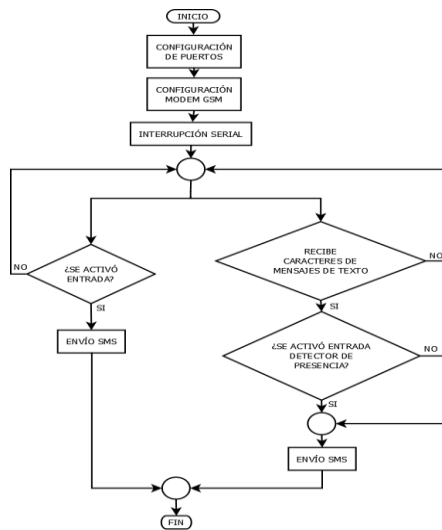 INICIO
CONFIGURACIÓN
DE PUERTOS
CONFIGURACIÓN
MODEM GSM
INTERRUPCIÓN SERIAL
¿SE ACTIVÓ
ENTRADA?
NO
SI
ENVÍO SMS
RECIBE
CARACTERES DE
MENSAJES DE TEXTO
NO
SI
¿SE ACTIVÓ ENTRADA
DETECTOR DE
PRESENCIA?
NO
SI
ENVÍO SMS
FIN